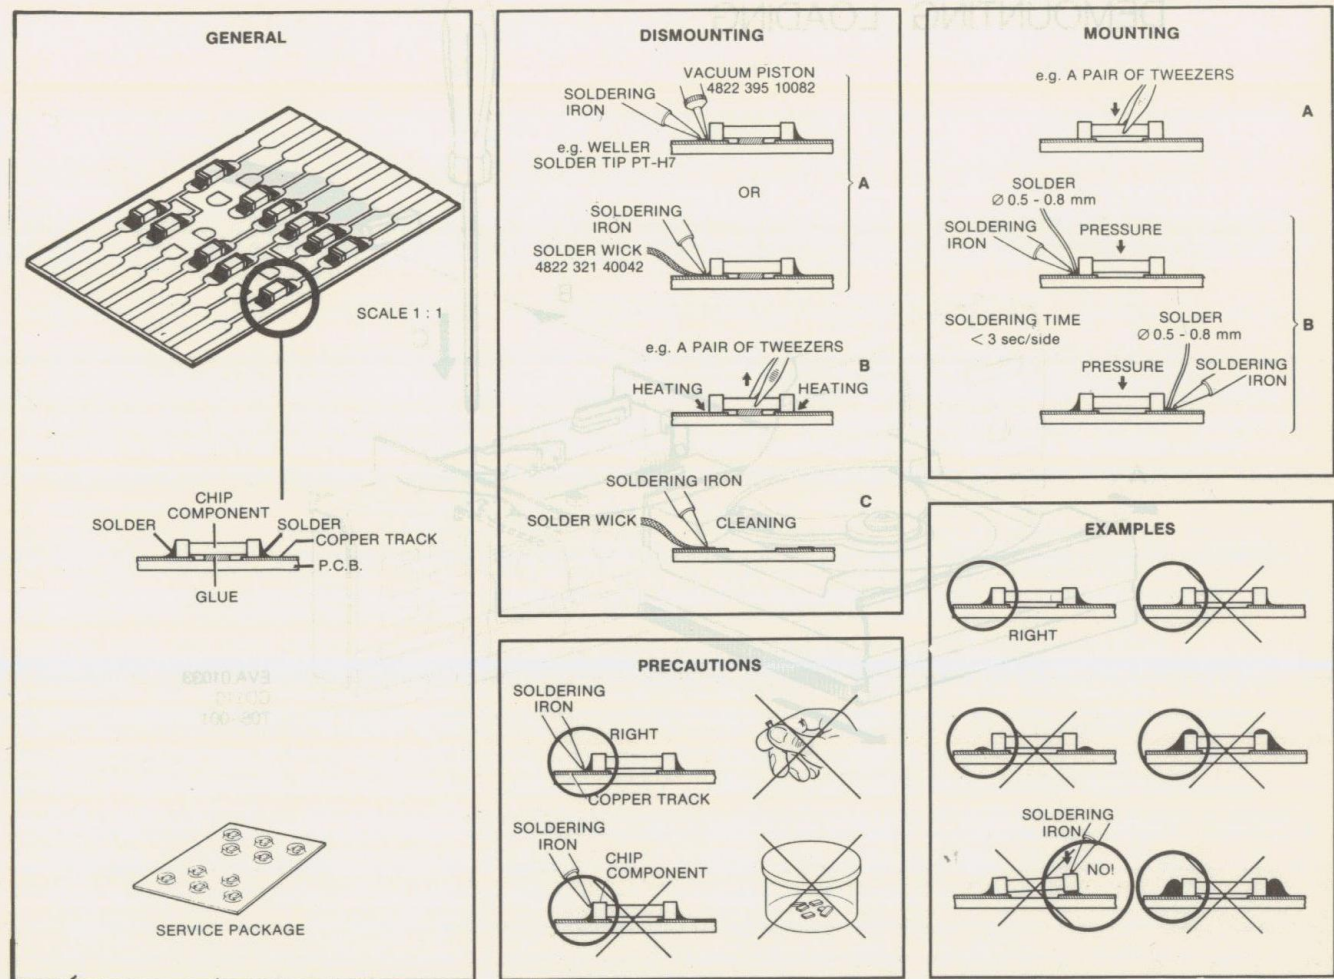 GENERAL
SCALE 1 : 1
CHIP
COMPONENT
SOLDER
SOLDER
COPPER TRACK
P.C.B.
GLUE
SERVICE PACKAGE
DISMOUNTING
VACUUM PISTON
4822 395 10082
SOLDERING
IRON
e.g. WELLER
SOLDER TIP PT-H7
A
OR
SOLDERING
IRON
SOLDER WICK
4822 321 40042
e.g. A PAIR OF TWEEZERS
B
HEATING
HEATING
SOLDERING IRON
C
SOLDER WICK
CLEANING
PRECAUTIONS
SOLDERING
IRON
RIGHT
COPPER TRACK
SOLDERING
IRON
CHIP
COMPONENT
MOUNTING
e.g. A PAIR OF TWEEZERS
A
SOLDER
Ø 0.5 - 0.8 mm
SOLDERING
IRON
PRESSURE
SOLDERING TIME
< 3 sec/side
SOLDER
Ø 0.5 - 0.8 mm
B
PRESSURE
SOLDERING
IRON
EXAMPLES
RIGHT
SOLDERING
IRON
NO!
DEMOUNTING LOADING
EVA 01033